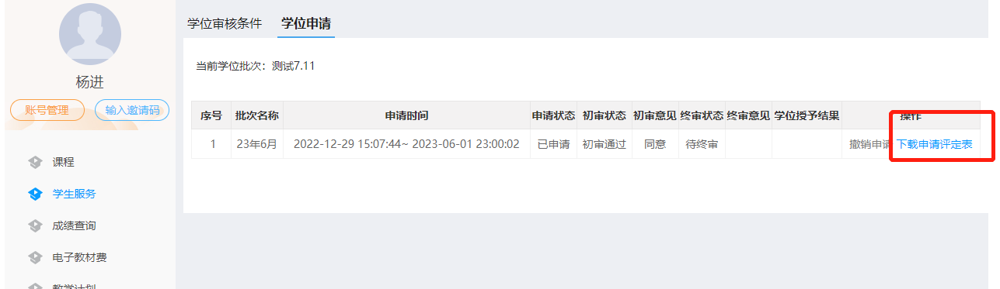 学位审核条件 学位申请
当前学位批次：测试7.11
杨进
账号管理 输入邀请码
序号 批次名称 申请时间 申请状态 初审状态 初审意见 终审状态 终审意见 学位授予结果 操作
1 23年6月 2022-12-29 15:07:44~ 2023-06-01 23:00:02 已申请 初审通过 同意 待终审 撤销申请 下载申请评定表
课程
学生服务
成绩查询
电子教材费
教学计划